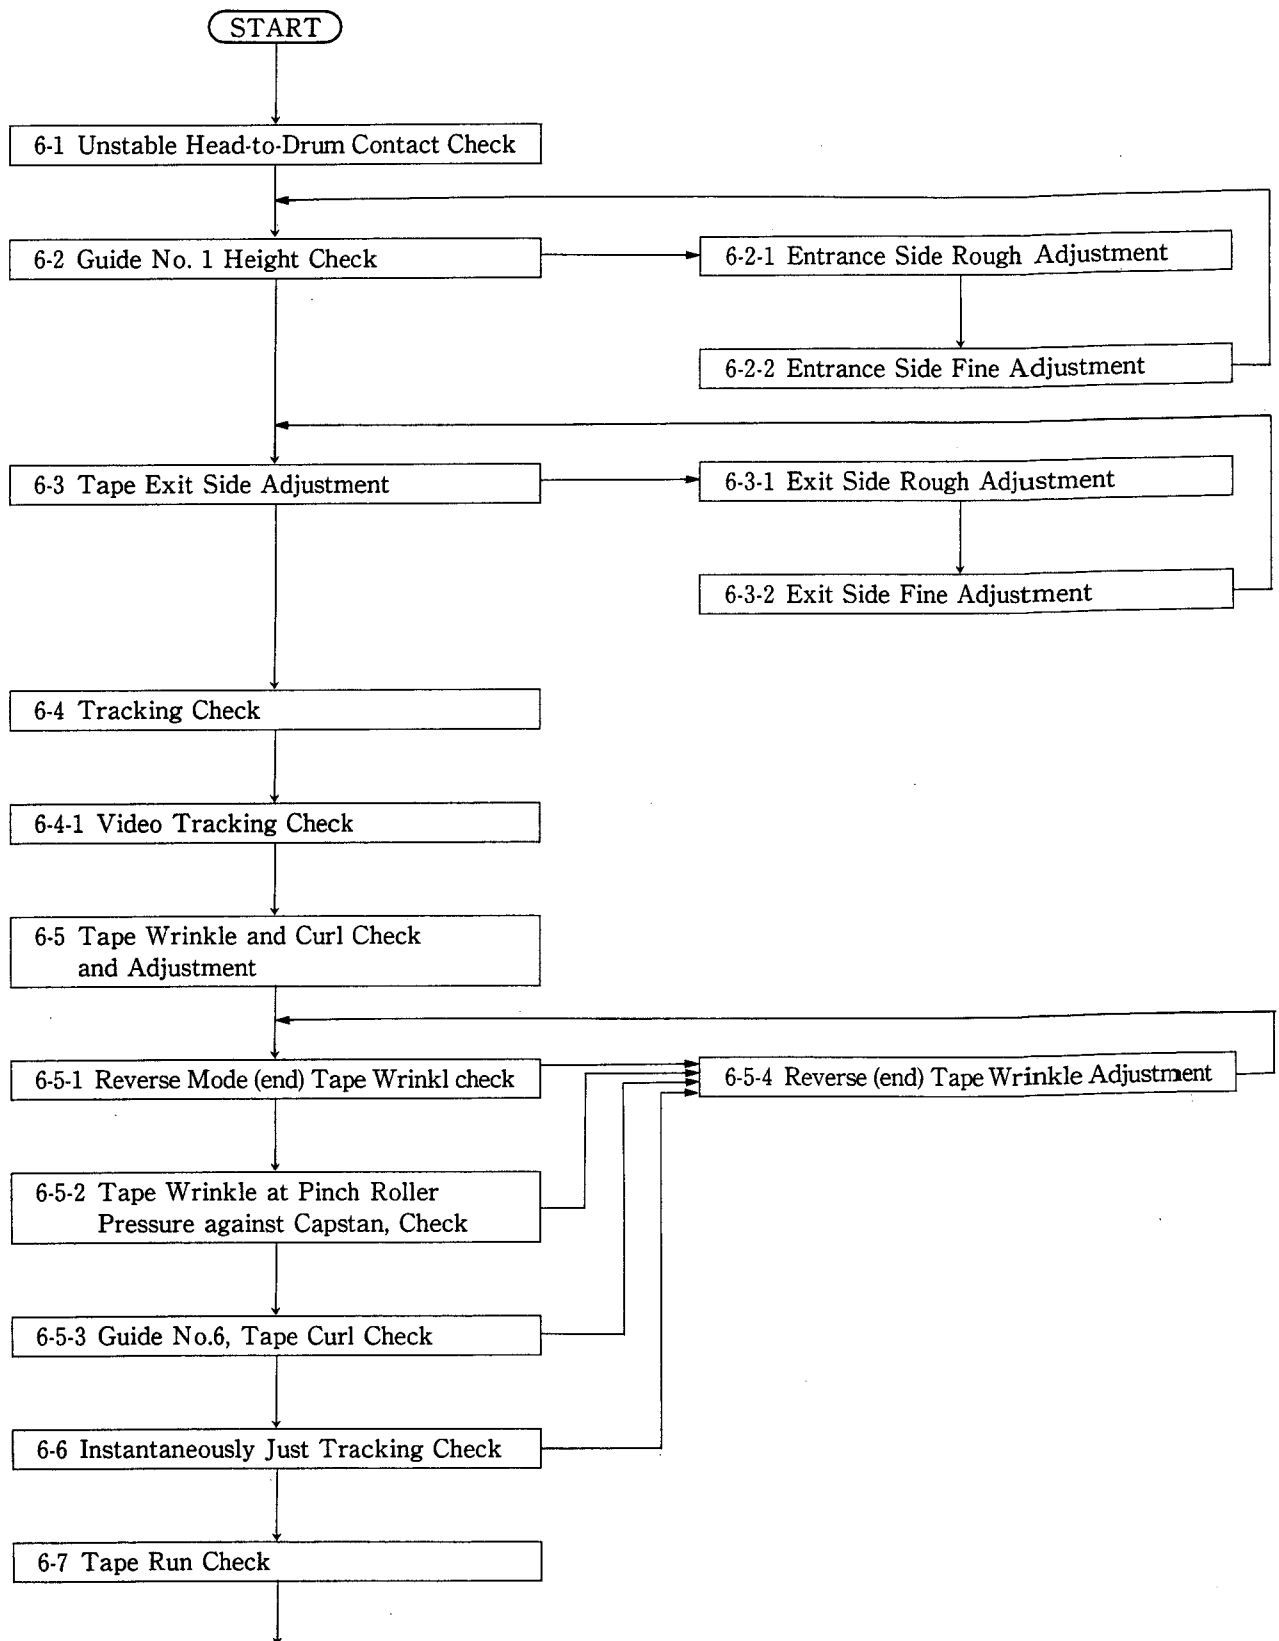 START
6-1 Unstable Head-to-Drum Contact Check
6-2 Guide No. 1 Height Check
6-2-1 Entrance Side Rough Adjustment
6-2-2 Entrance Side Fine Adjustment
6-3 Tape Exit Side Adjustment
6-3-1 Exit Side Rough Adjustment
6-3-2 Exit Side Fine Adjustment
6-4 Tracking Check
6-4-1 Video Tracking Check
6-5 Tape Wrinkle and Curl Check
and Adjustment
6-5-1 Reverse Mode (end) Tape Wrinkl check
6-5-4 Reverse (end) Tape Wrinkle Adjustment
6-5-2 Tape Wrinkle at Pinch Roller
Pressure against Capstan, Check
6-5-3 Guide No.6, Tape Curl Check
6-6 Instantaneously Just Tracking Check
6-7 Tape Run Check